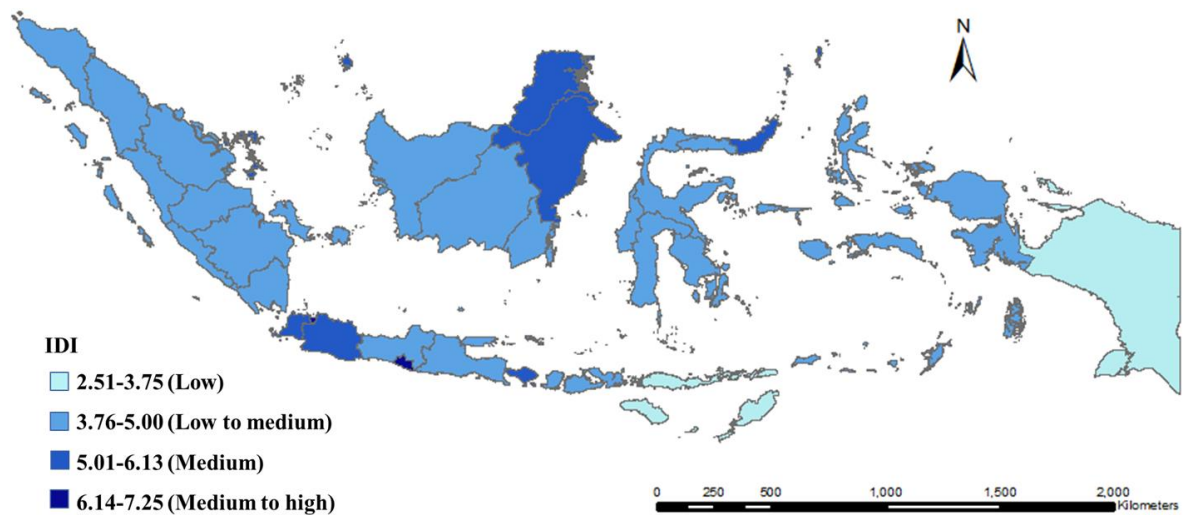 N
IDI
2.51-3.75 (Low)
3.76-5.00 (Low to medium)
5.01-6.13 (Medium)
6.14-7.25 (Medium to high)
0 250 500 1,000 1,500 2,000
Kilometers